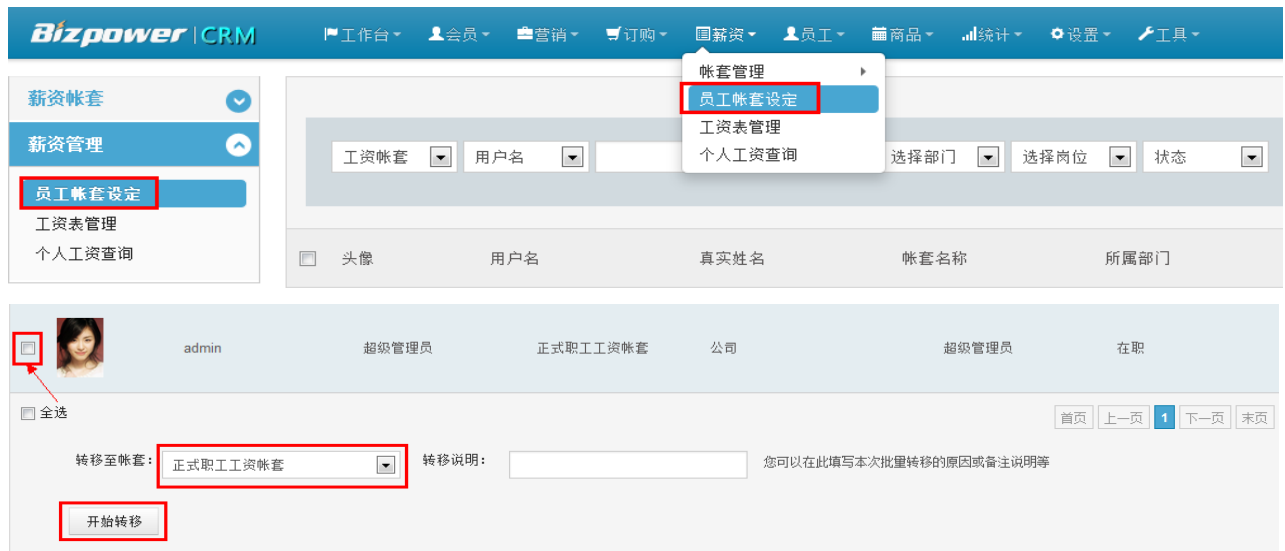 Bizpower | CRM 工作台 会员 营销 订购 薪资 员工 商品 统计 设置 工具
帐套管理
员工帐套设定
工资表管理
个人工资查询
薪资帐套
薪资管理
员工帐套设定
工资表管理
个人工资查询
工资帐套 用户名 选择部门 选择岗位 状态
头像 用户名 真实姓名 帐套名称 所属部门
admin 超级管理员 正式职工工资帐套 公司 超级管理员 在职
全选 首页 上一页 1 下一页 末页
转移至帐套: 正式职工工资帐套 转移说明: 您可以在此填写本次批量转移的原因或备注说明等
开始转移